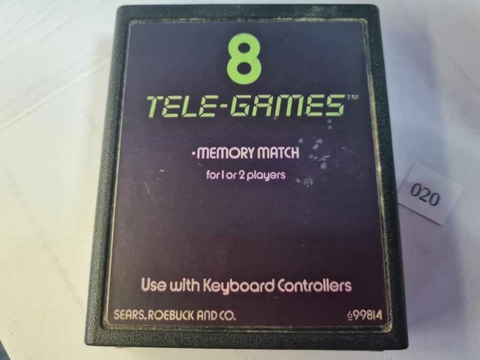 8
TELE-GAMES™
•MEMORY MATCH
for 1 or 2 players
020
Use with Keyboard Controllers
SEARS, ROEBUCK AND CO. 699814